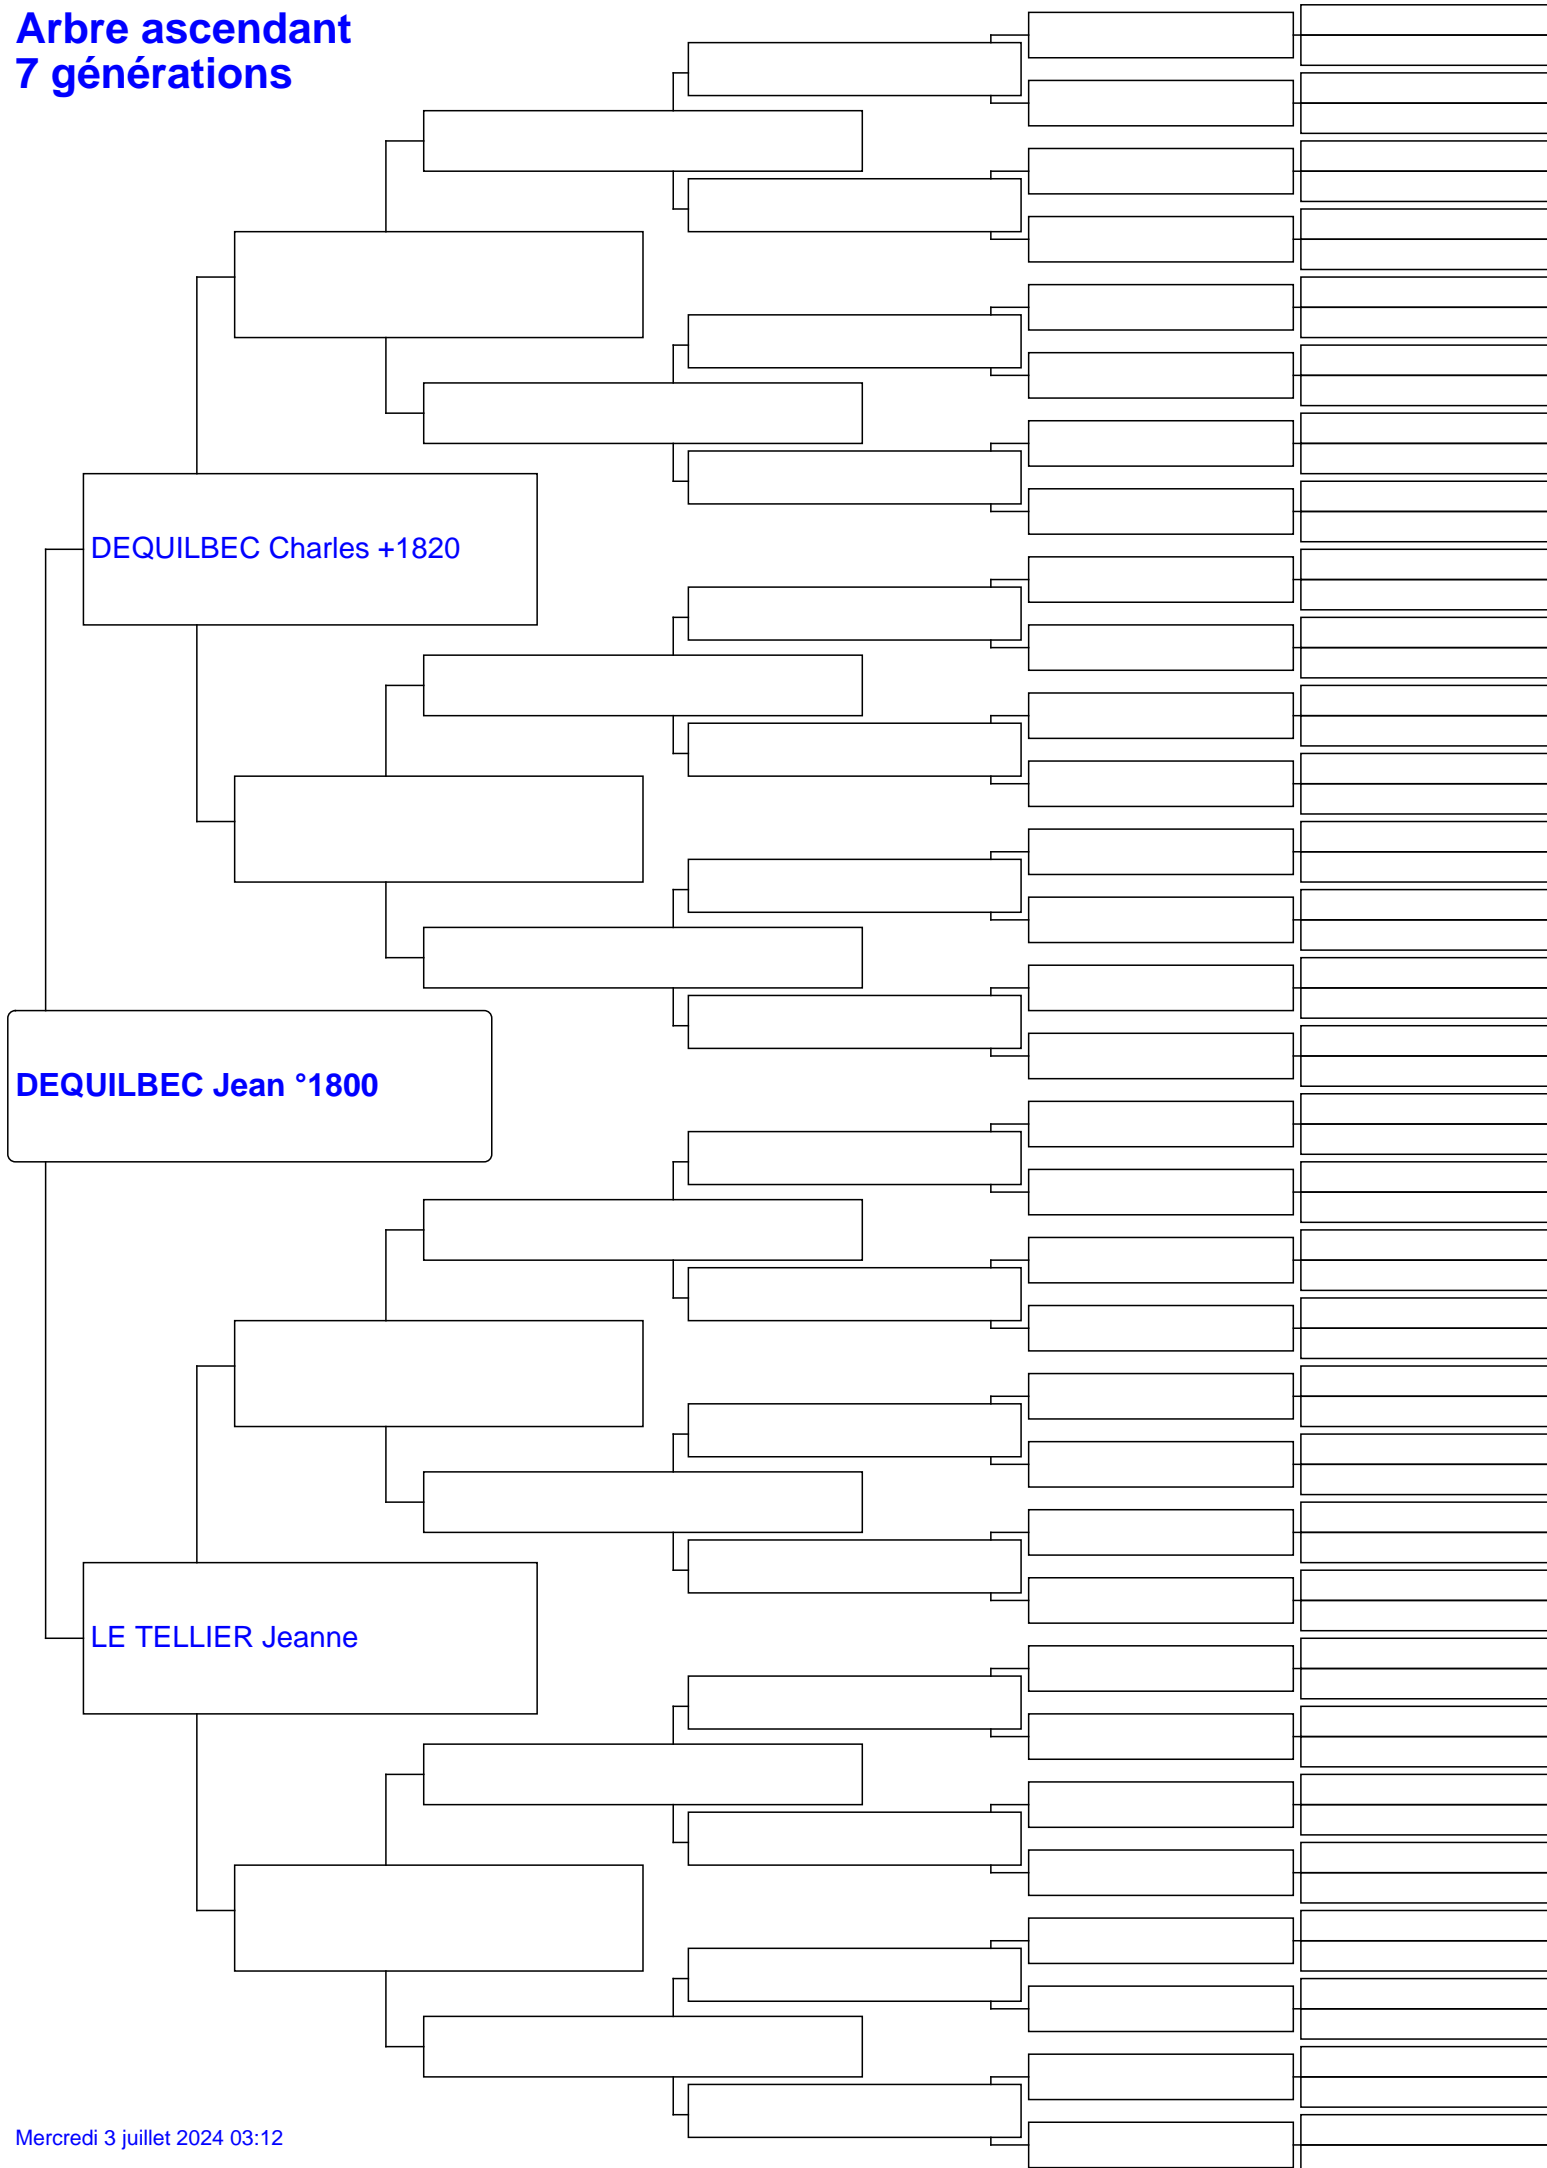 Arbre ascendant
7 générations
DEQUILBEC Charles +1820
DEQUILBEC Jean °1800
LE TELLIER Jeanne
Mercredi 3 juillet 2024 03:12